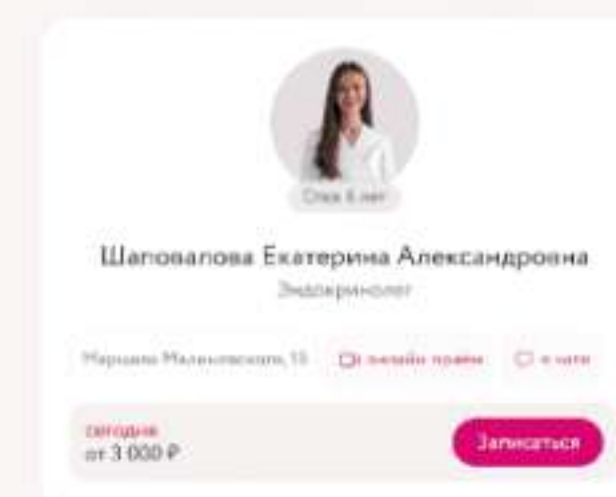 Стаж 6 лет
Шаповалова Екатерина Александровна
Эндокринолог
Маршала Малиновского, 15
онлайн приём
в чате
сегодня
от 3 000 ₽
Записаться